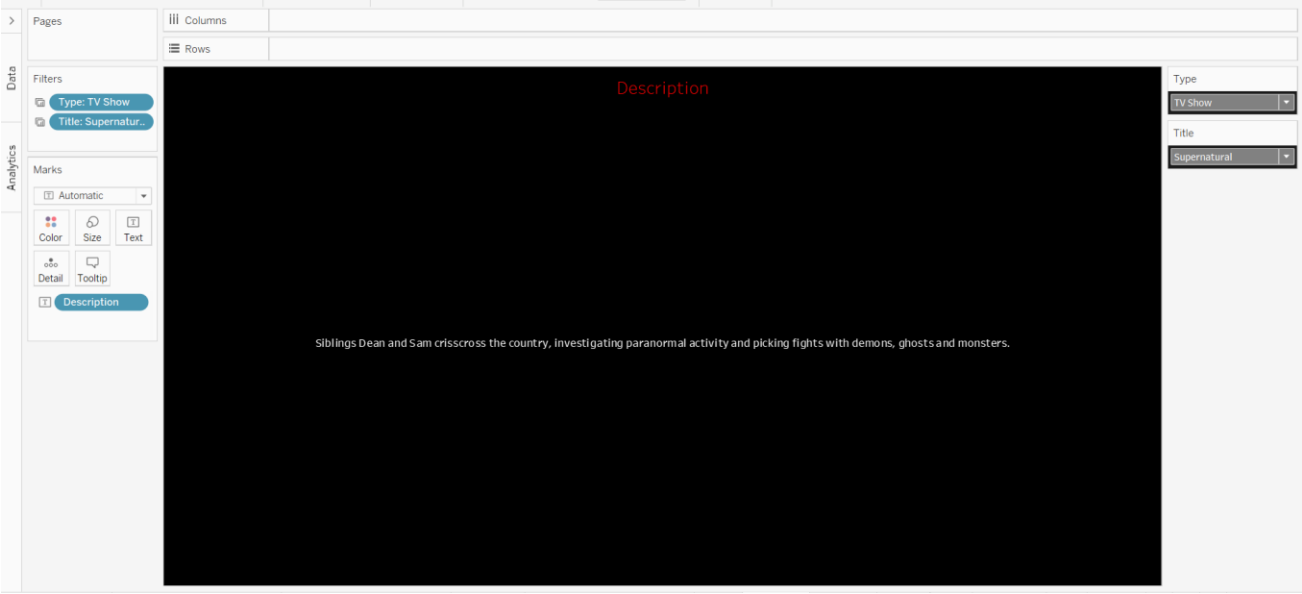 Pages
Columns
Rows
Data
Analytics
Filters
Type: TV Show
Title: Supernatur..
Marks
Automatic
Color
Size
Text
Detail
Tooltip
Description
Description
Siblings Dean and Sam crisscross the country, investigating paranormal activity and picking fights with demons, ghosts and monsters.
Type
TV Show
Title
Supernatural